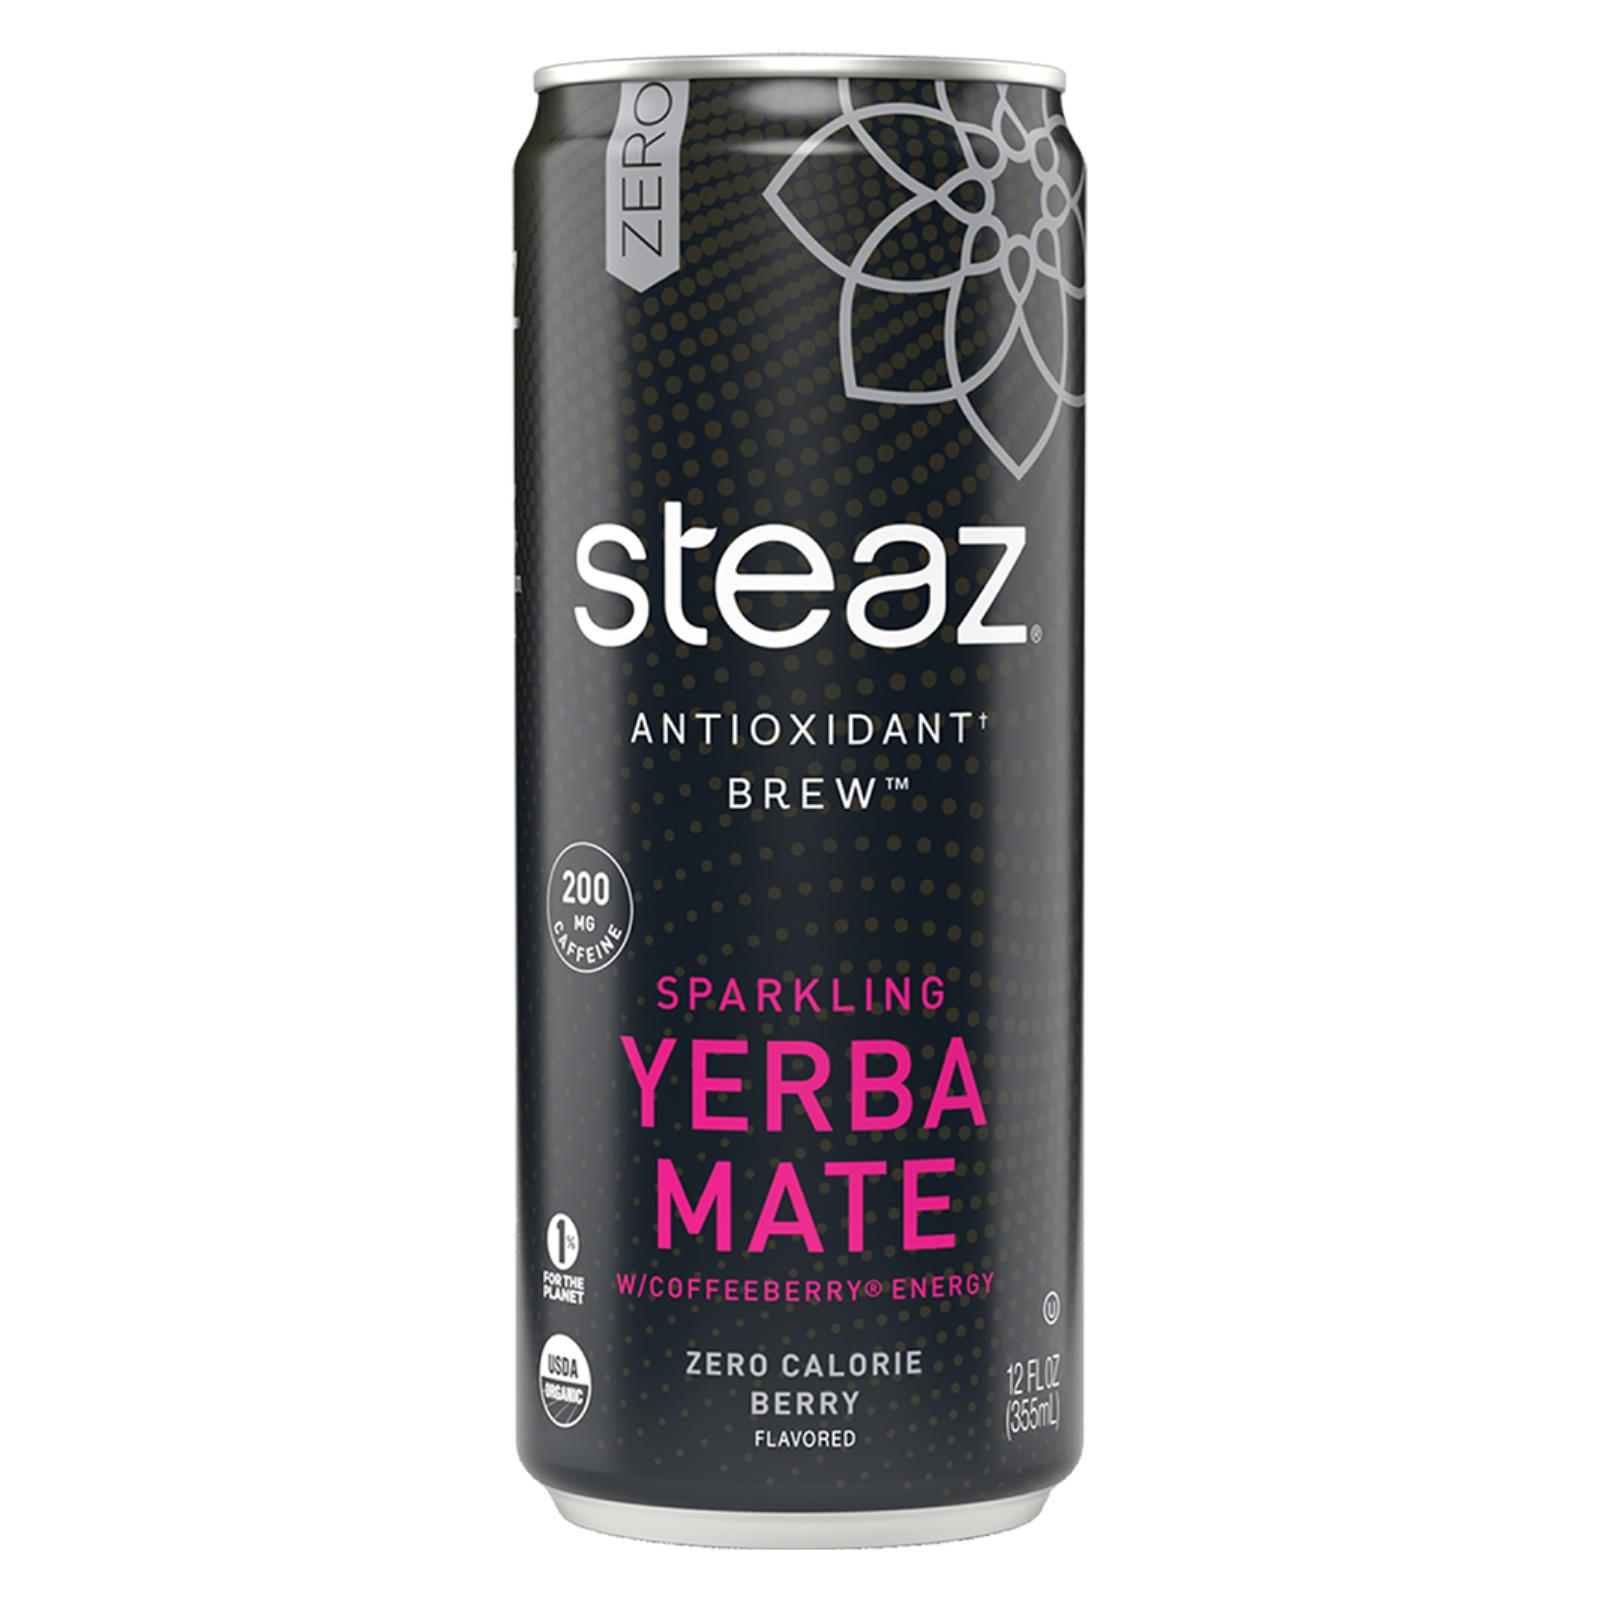 ZERO
steaz®
ANTIOXIDANT†
BREW™
200
MG
CAFFEINE
SPARKLING
YERBA
MATE
W/COFFEEBERRY® ENERGY
1%
FOR THE
PLANET
U
USDA
ORGANIC
ZERO CALORIE
BERRY
FLAVORED
12 FL OZ
(355mL)